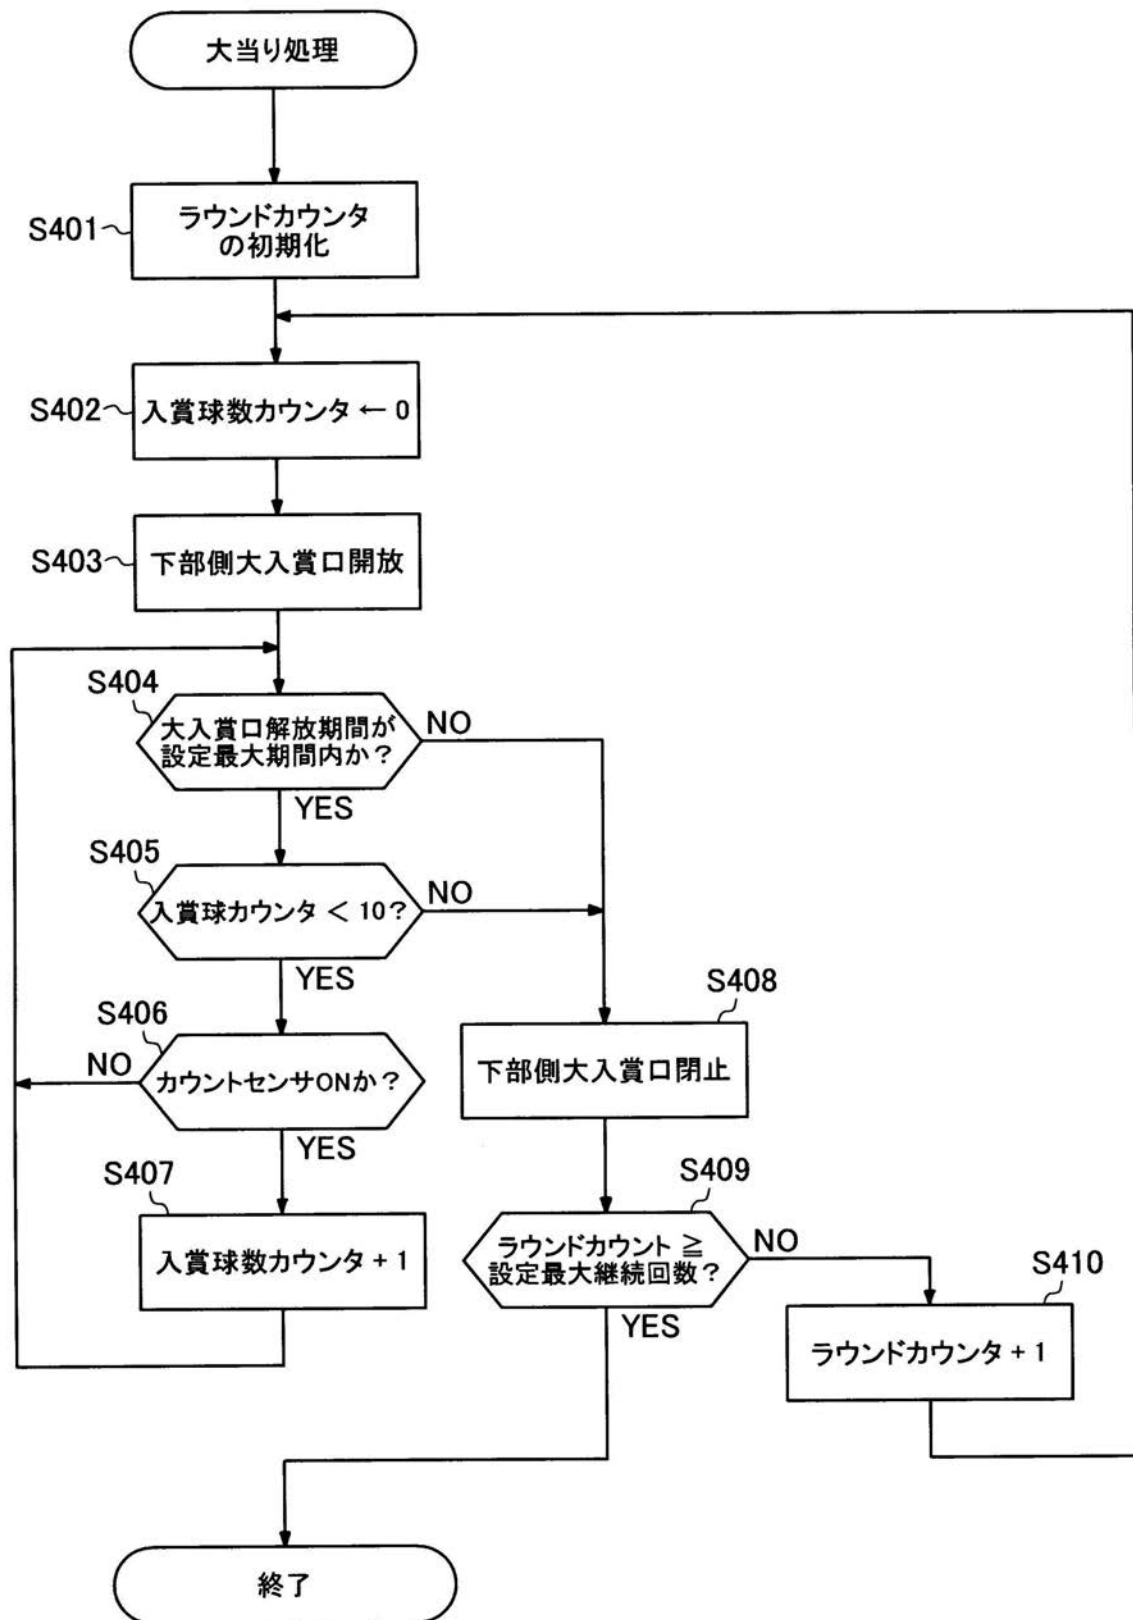 大当り処理
S401
ラウンドカウンタ
の初期化
S402
入賞球数カウンタ ← 0
S403
下部側大入賞口開放
S404
大入賞口解放期間が
設定最大期間内か？
NO
YES
S405
入賞球カウンタ < 10？
NO
YES
S406
カウントセンサONか？
NO
YES
S407
入賞球数カウンタ + 1
S408
下部側大入賞口閉止
S409
ラウンドカウント ≧
設定最大継続回数？
NO
YES
S410
ラウンドカウンタ + 1
終了